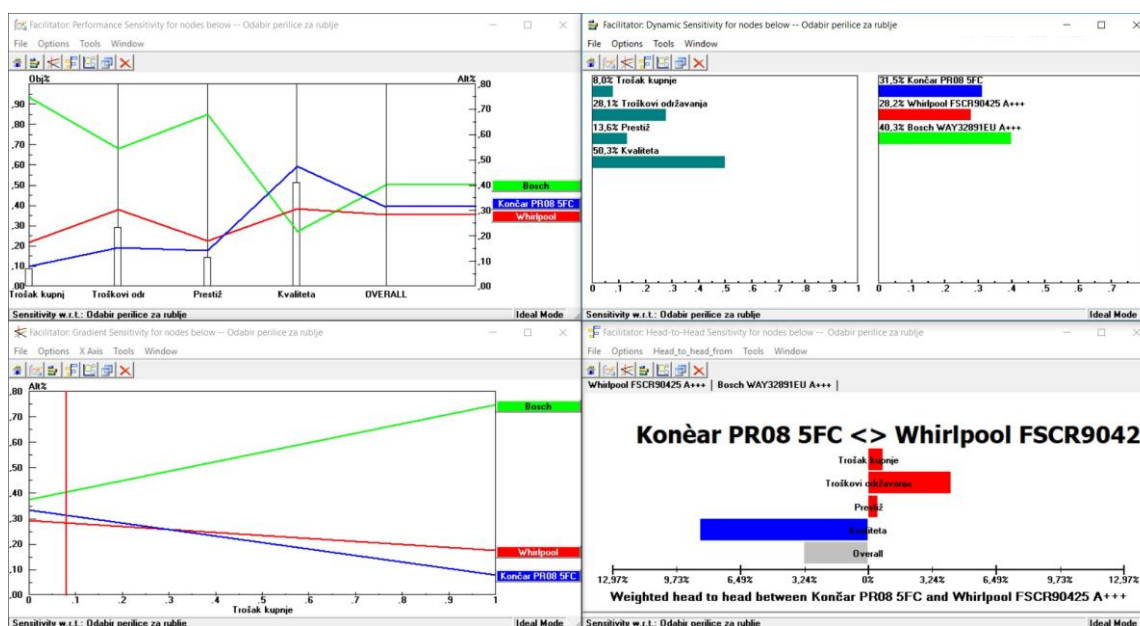 Facilitator: Performance Sensitivity for nodes below -- Odabir perilice za rublje
File Options Tools Window
Obj% Alt%
,90
,80
,70
,60
,50
,40
,30
,20
,10
,00
,80
,70
,60
,50
,40
,30
,20
,10
,00
Bosch
Končar PR08 5FC
Whirlpool
Trošak kupnj Troškovi odr Prestiž Kvaliteta OVERALL
Sensitivity w.r.t.: Odabir perilice za rublje Ideal Mode
Facilitator: Dynamic Sensitivity for nodes below -- Odabir perilice za rublje
File Options Tools Window
8,0% Trošak kupnje
28,1% Troškovi održavanja
13,6% Prestiž
50,3% Kvaliteta
0 .1 .2 .3 .4 .5 .6 .7 .8 .9 1
31,5% Končar PR08 5FC
28,2% Whirlpool FSCR90425 A+++
40,3% Bosch WAY32891EU A+++
0 .1 .2 .3 .4 .5 .6 .7
Sensitivity w.r.t.: Odabir perilice za rublje Ideal Mode
Facilitator: Gradient Sensitivity for nodes below -- Odabir perilice za rublje
File Options X Axis Tools Window
Alt%
,80
,70
,60
,50
,40
,30
,20
,10
,00
Bosch
Whirlpool
Končar PR08 5FC
0 .1 .2 .3 .4 .5 .6 .7 .8 .9 1
Trošak kupnje
Sensitivity w.r.t.: Odabir perilice za rublje Ideal Mode
Facilitator: Head-to-Head Sensitivity for nodes below -- Odabir perilice za rublje
File Options Head_to_head_from Tools Window
Whirlpool FSCR90425 A+++ | Bosch WAY32891EU A+++ |
Konèar PR08 5FC <> Whirlpool FSCR9042
Trošak kupnje
Troškovi održavanja
Prestiž
Kvaliteta
Overall
12,97% 9,73% 6,49% 3,24% 0% 3,24% 6,49% 9,73% 12,97%
Weighted head to head between Končar PR08 5FC and Whirlpool FSCR90425 A+++
Sensitivity w.r.t.: Odabir perilice za rublje Ideal Mode